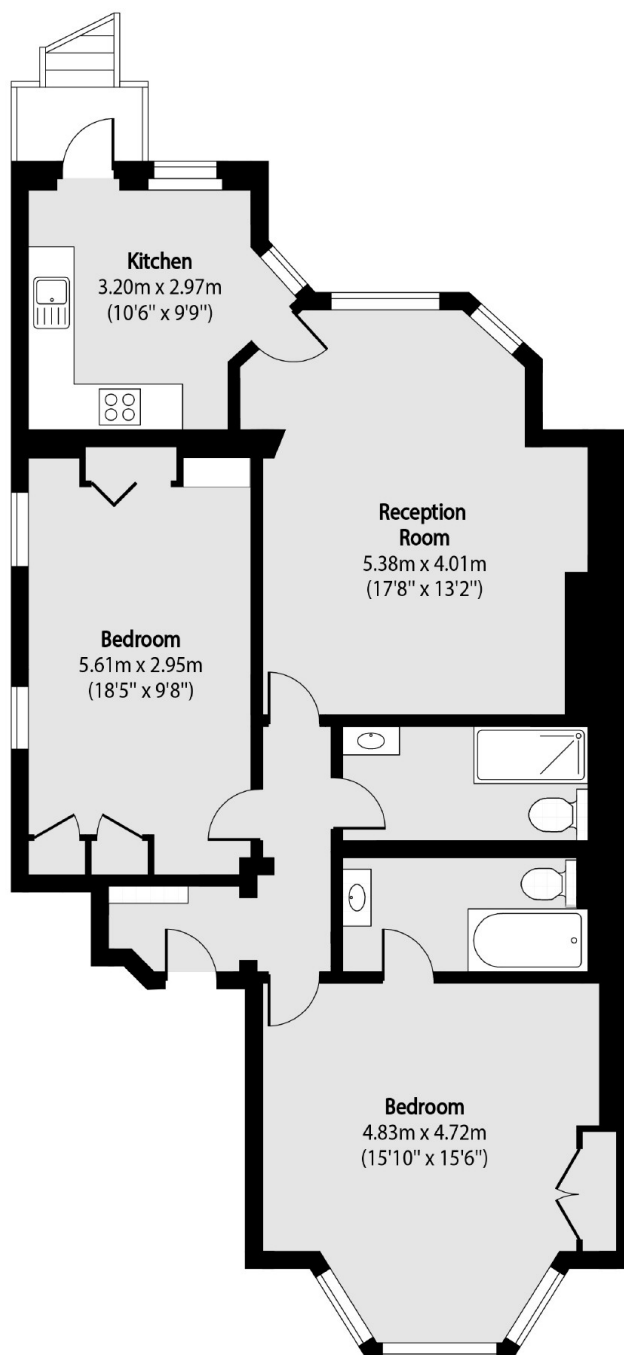 Kitchen
3.20m x 2.97m
(10'6" x 9'9")
Reception
Room
5.38m x 4.01m
(17'8" x 13'2")
Bedroom
5.61m x 2.95m
(18'5" x 9'8")
Bedroom
4.83m x 4.72m
(15'10" x 15'6")